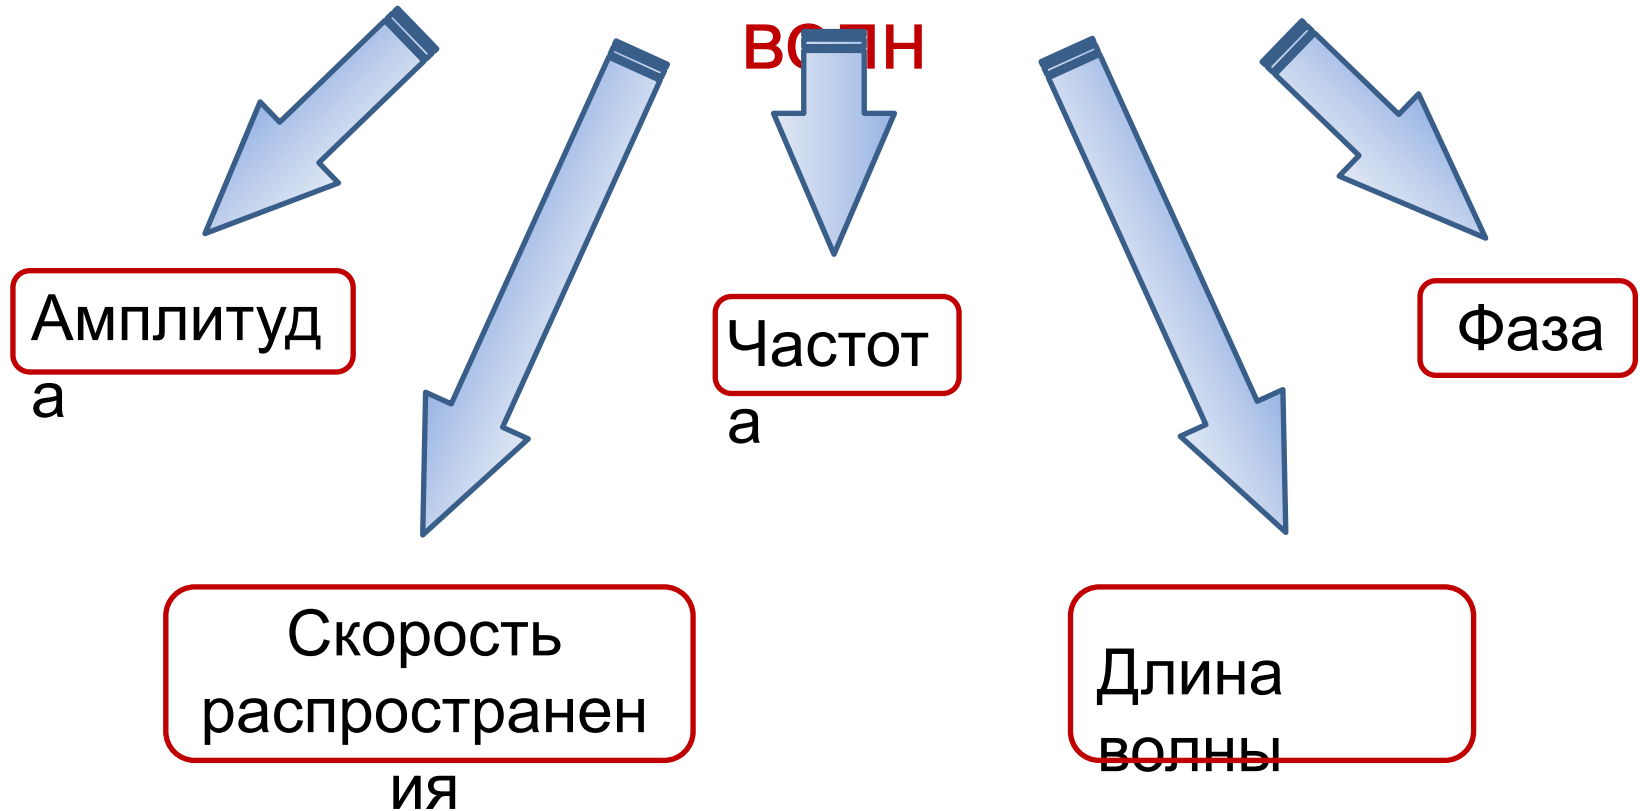 волн
Амплитуд
а
Частот
а
Фаза
Скорость
распространен
ия
Длина
волны